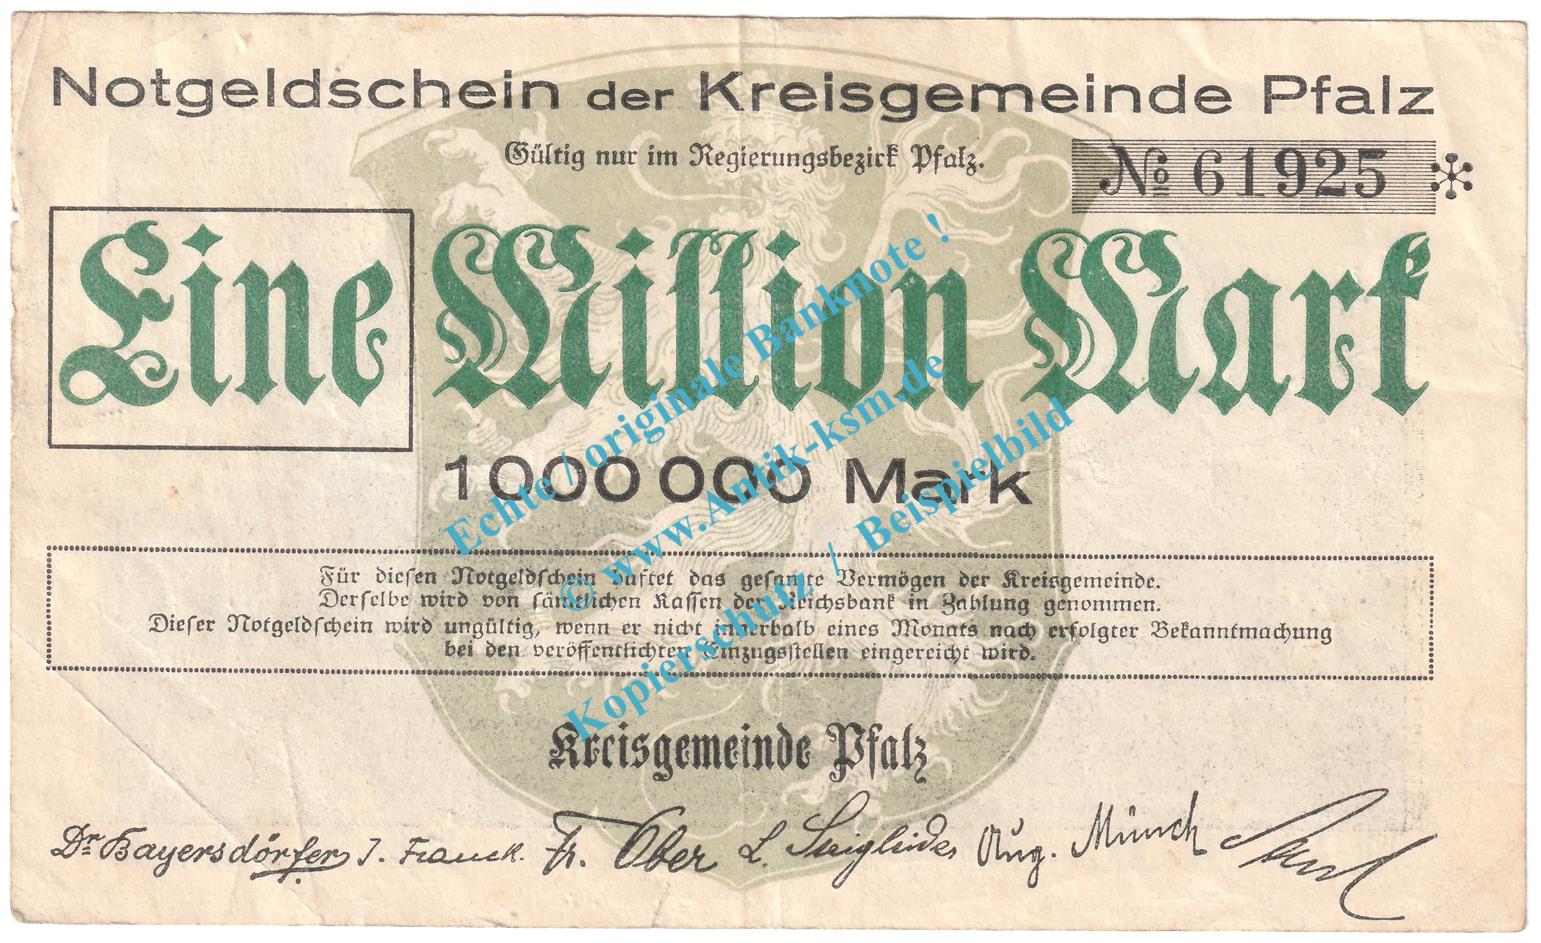 Notgeldschein der Kreisgemeinde Pfalz
Gültig nur im Regierungsbezirk Pfalz.
№ 61925 *
Eine Million Mark
1000000 Mark
Für diesen Notgeldschein haftet das gesamte Vermögen der Kreisgemeinde.
Derselbe wird von sämtlichen Kassen der Reichsbank in Zahlung genommen.
Dieser Notgeldschein wird ungültig, wenn er nicht innerhalb eines Monats nach erfolgter Bekanntmachung
bei den veröffentlichten Einzugsstellen eingereicht wird.
Kreisgemeinde Pfalz
Dr Bayersdörfer J. Franck. Fr. Ober L. Aug. Münch
Echte / originale Banknote !
© www.Antik-ksm.de
Kopierschutz / Beispielbild